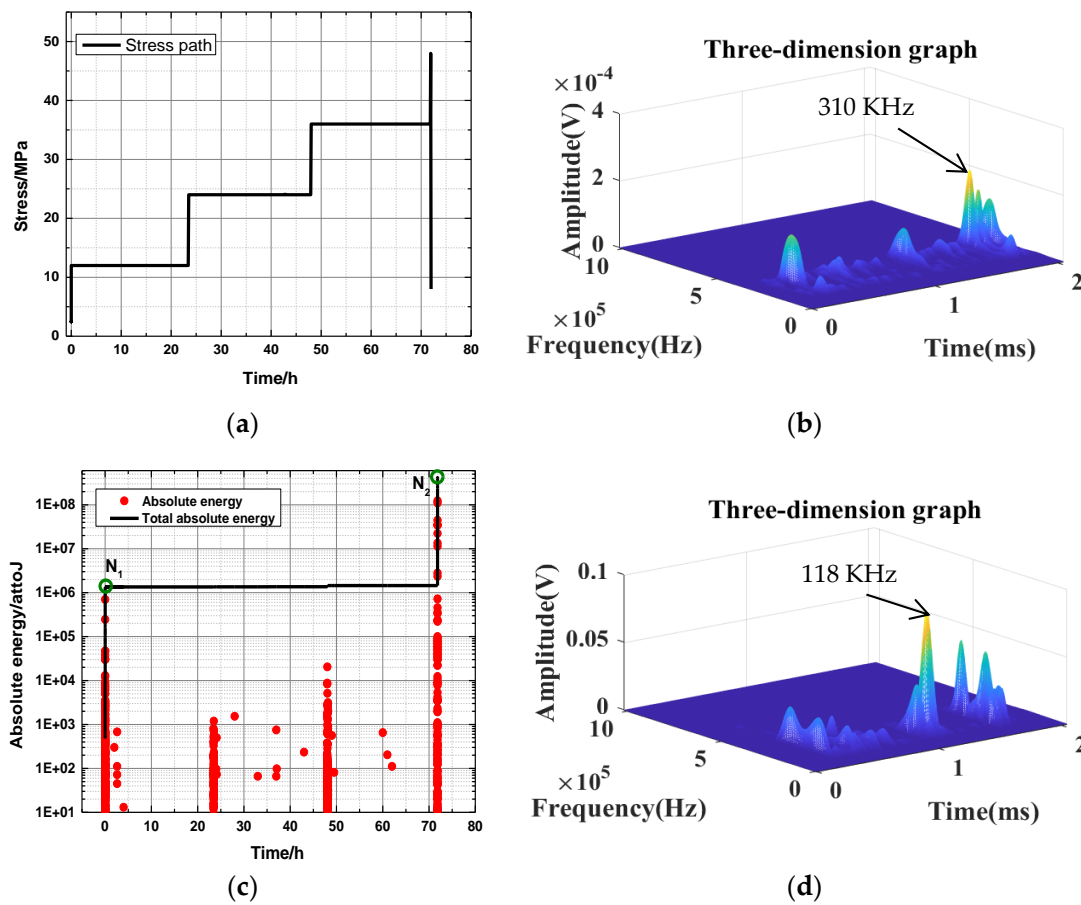 Stress path
50
40
30
20
10
0
Stress/MPa
0 10 20 30 40 50 60 70 80
Time/h
(a)
Three-dimension graph
×10⁻⁴
4
2
0
Amplitude(V)
310 KHz
10
5
0
×10⁵
Frequency(Hz)
0
1
2
Time(ms)
(b)
Absolute energy
Total absolute energy
N₁
N₂
1E+08
1E+07
1E+06
1E+05
1E+04
1E+03
1E+02
1E+01
Absolute energy/attoJ
0 10 20 30 40 50 60 70 80
Time/h
(c)
Three-dimension graph
0.1
0.05
0
Amplitude(V)
118 KHz
10
5
0
×10⁵
Frequency(Hz)
0
1
2
Time(ms)
(d)